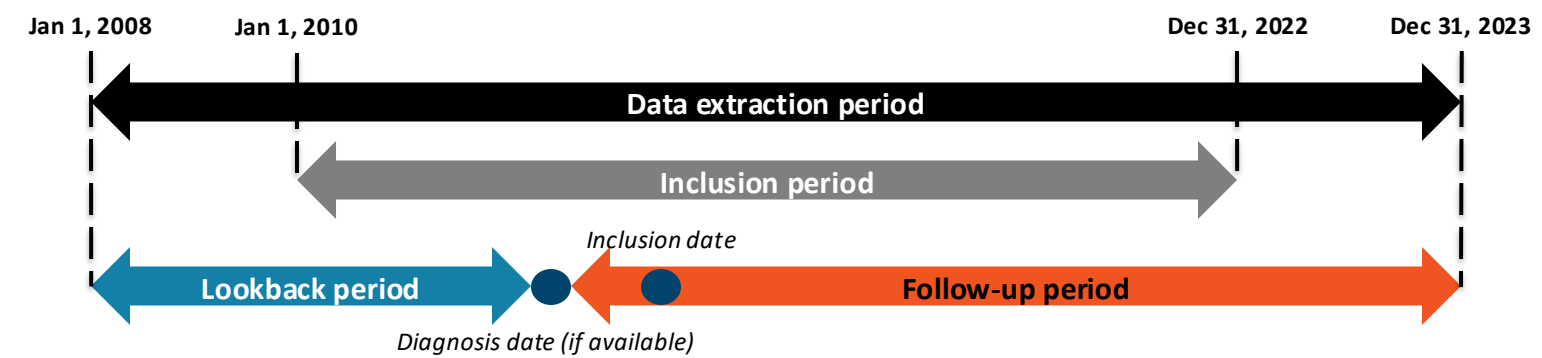 Jan 1, 2008
Jan 1, 2010
Dec 31, 2022
Dec 31, 2023
Data extraction period
Inclusion period
Inclusion date
Lookback period
Follow-up period
Diagnosis date (if available)